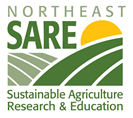 NORTHEAST
SARE
Sustainable Agriculture
Research & Education